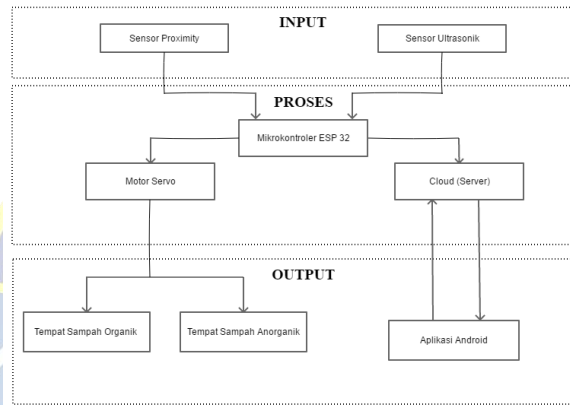 INPUT
Sensor Proximity
Sensor Ultrasonik
PROSES
Mikrokontroler ESP 32
Motor Servo
Cloud (Server)
OUTPUT
Tempat Sampah Organik
Tempat Sampah Anorganik
Aplikasi Android